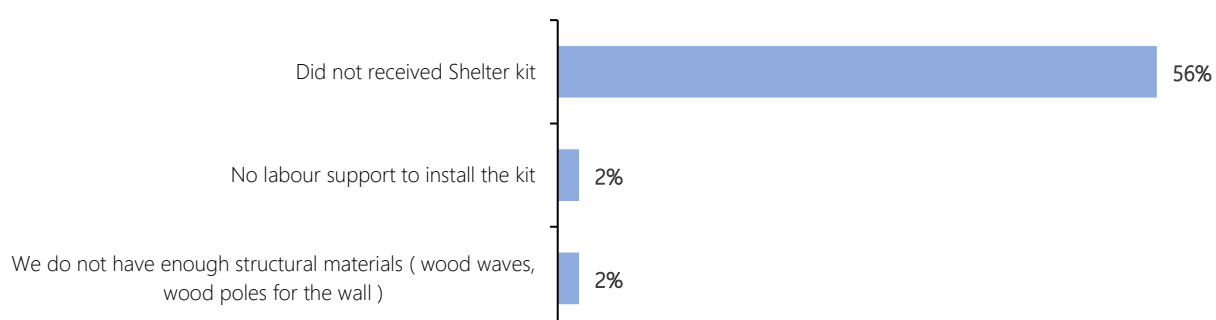 Did not received Shelter kit
56%
No labour support to install the kit
2%
We do not have enough structural materials ( wood waves,
wood poles for the wall )
2%